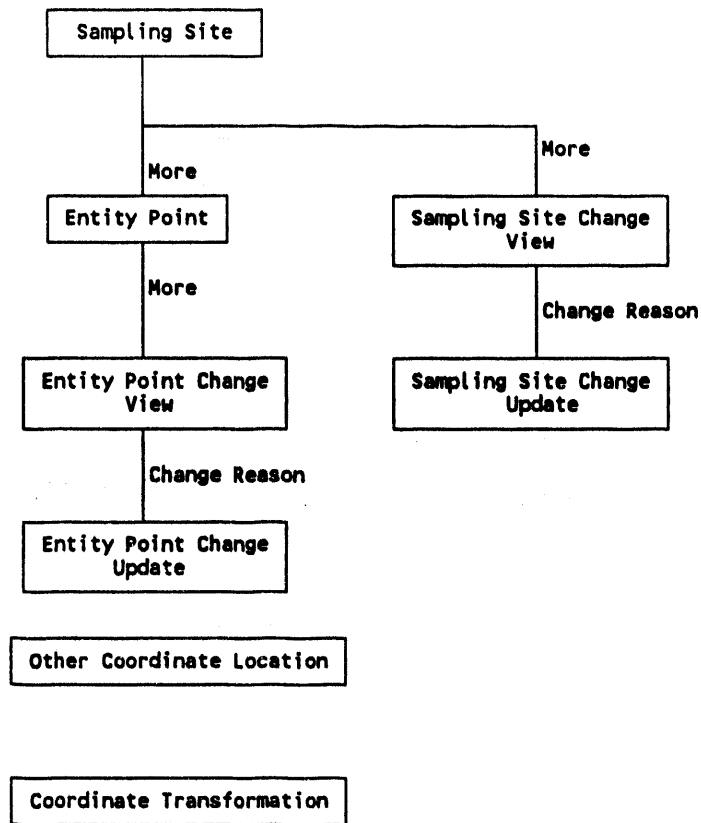 Sampling Site
More
More
Entity Point
Sampling Site Change
View
More
Change Reason
Entity Point Change
View
Sampling Site Change
Update
Change Reason
Entity Point Change
Update
Other Coordinate Location
Coordinate Transformation